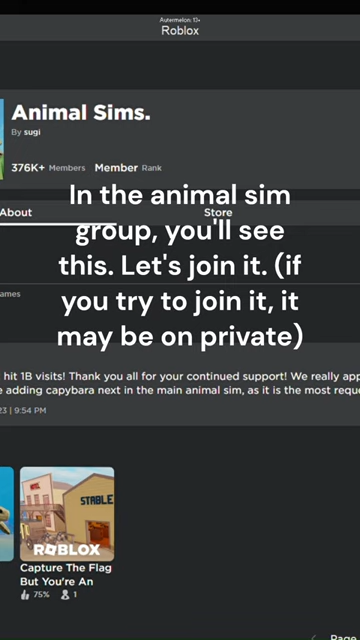 Autermelon: 13+
Roblox
Animal Sims.
By sugi
376K+ Members Member Rank
About
Store
In the animal sim
group, you'll see
this. Let's join it. (if
you try to join it, it
may be on private)
ames
hit 1B visits! Thank you all for your continued support! We really app
e adding capybara next in the main animal sim, as it is the most reque
23 | 9:54 PM
STABLE
ROBLOX
Capture The Flag
But You're An
75% 1
Page